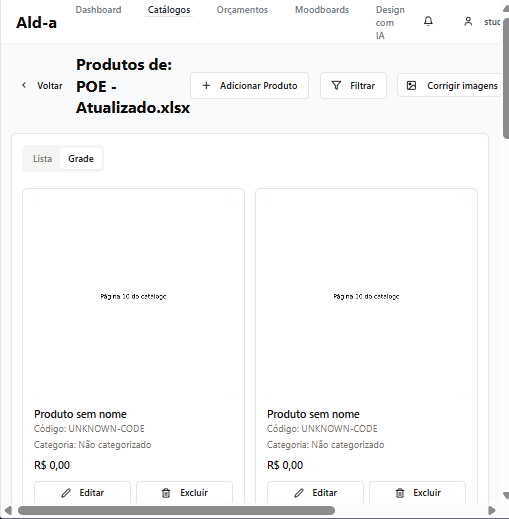 Ald-a
Dashboard
Catálogos
Orçamentos
Moodboards
Design
com
IA
Voltar
Produtos de:
POE -
Atualizado.xlsx
Adicionar Produto
Filtrar
Corrigir imagens
Lista
Grade
Página 10 do catálogo
Página 10 do catálogo
Produto sem nome
Código: UNKNOWN-CODE
Categoria: Não categorizado
R$ 0,00
Editar
Excluir
Produto sem nome
Código: UNKNOWN-CODE
Categoria: Não categorizado
R$ 0,00
Editar
Excluir